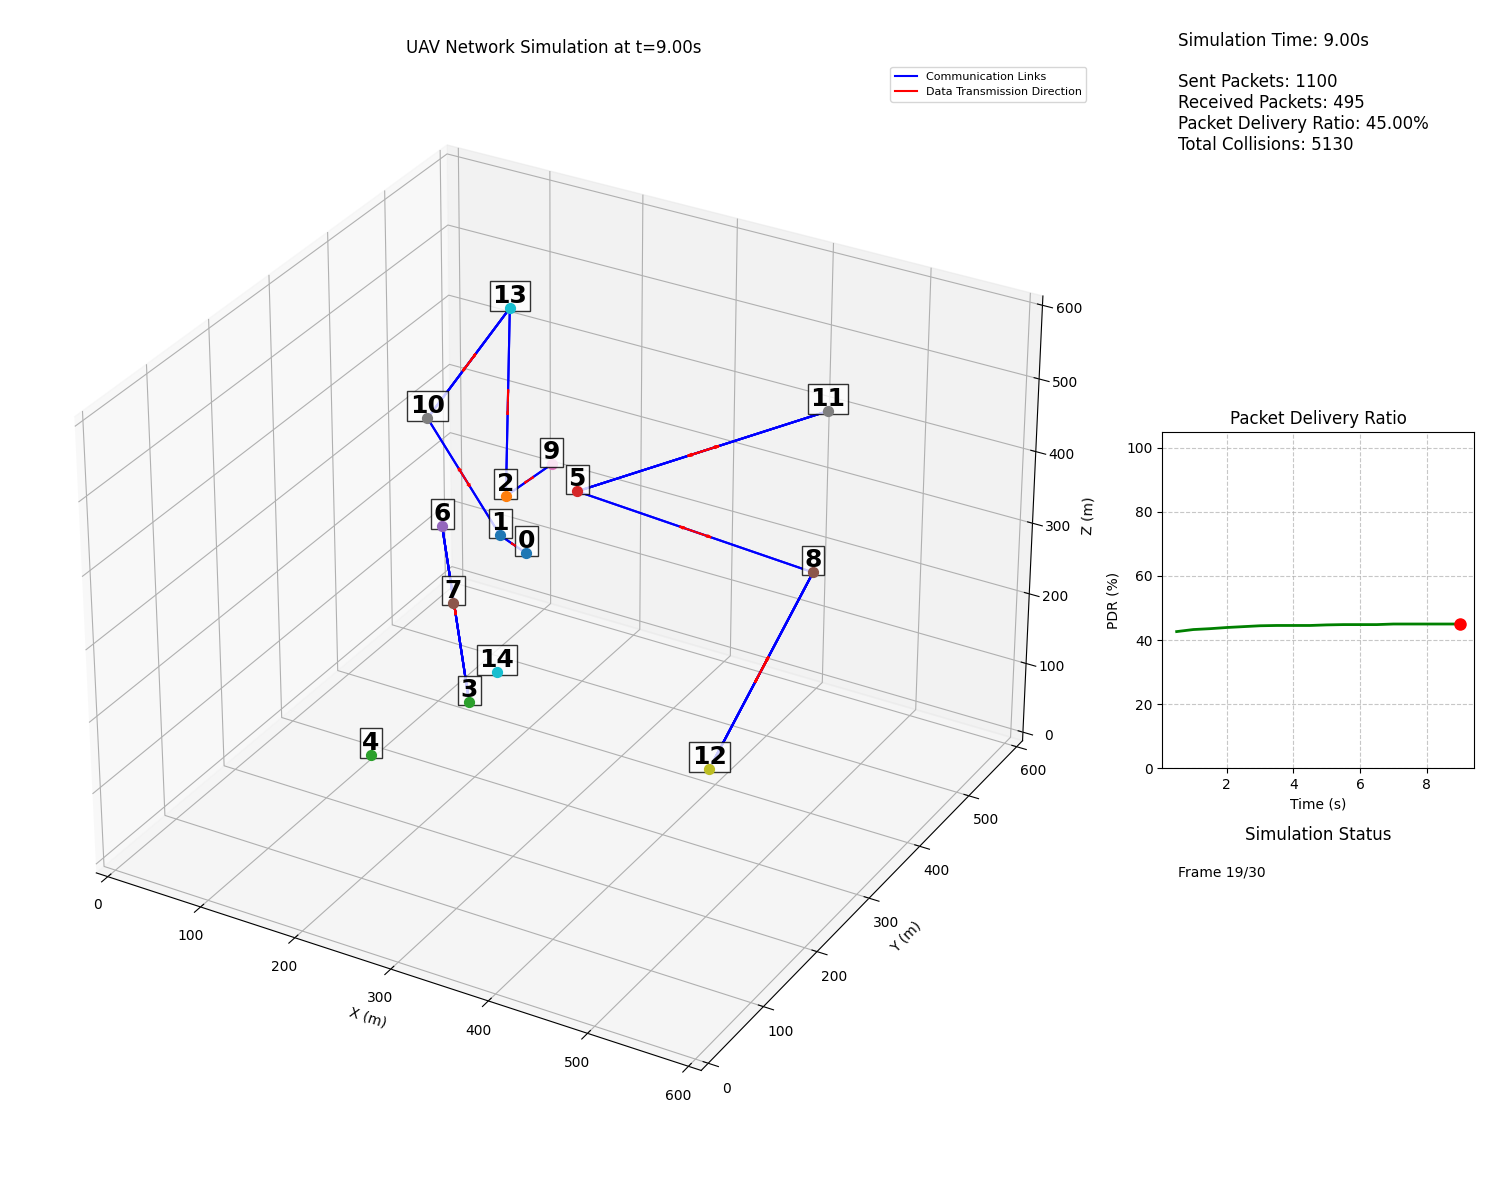 UAV Network Simulation at t=9.00s
Communication Links
Data Transmission Direction
Simulation Time: 9.00s
Sent Packets: 1100
Received Packets: 495
Packet Delivery Ratio: 45.00%
Total Collisions: 5130
13
10
11
9
5
2
6
1
0
8
7
14
3
4
12
0
100
200
300
400
500
600
X (m)
0
100
200
300
400
500
600
Y (m)
0
100
200
300
400
500
600
Z (m)
Packet Delivery Ratio
100
80
60
40
20
0
PDR (%)
2
4
6
8
Time (s)
Simulation Status
Frame 19/30